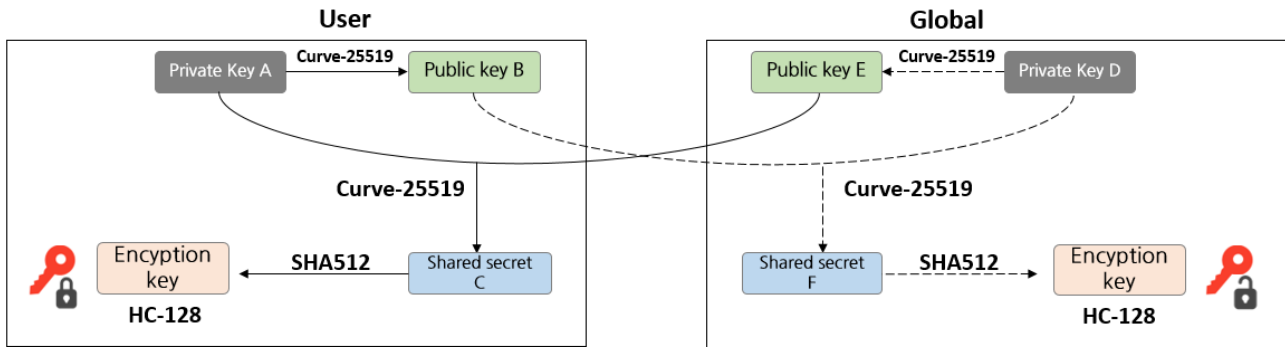 User
Global
Private Key A
Curve-25519
Public key B
Public key E
Curve-25519
Private Key D
Curve-25519
Curve-25519
Encyption
key
SHA512
Shared secret
C
Shared secret
F
SHA512
Encyption
key
HC-128
HC-128